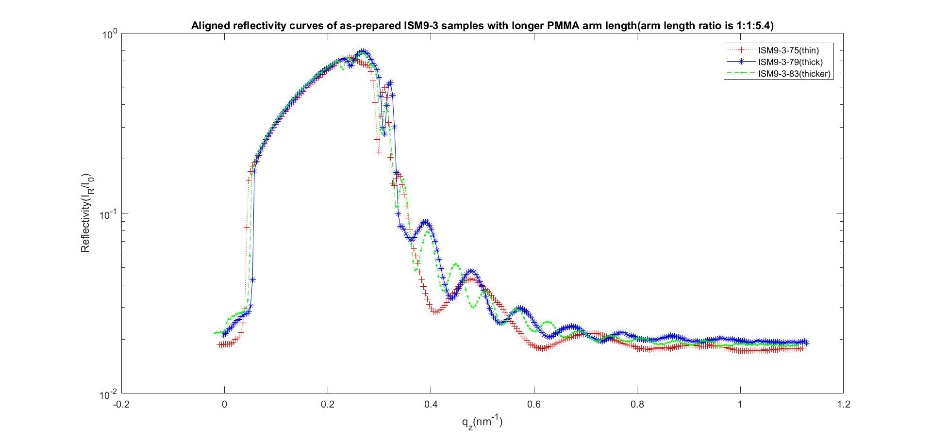 Aligned reflectivity curves of as-prepared ISM9-3 samples with longer PMMA arm length(arm length ratio is 1:1:5.4)
10^0
ISM9-3-75(thin)
ISM9-3-79(thick)
ISM9-3-83(thicker)
Reflectivity(I_R/I_0)
10^-1
10^-2
-0.2 0 0.2 0.4 0.6 0.8 1 1.2
q_z(nm^-1)